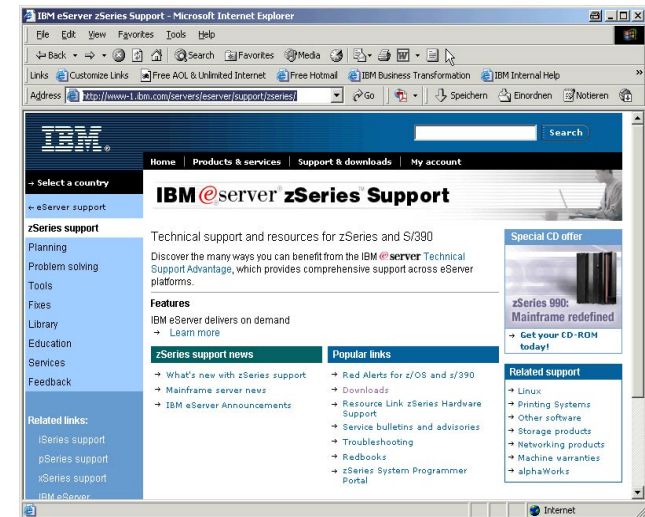 IBM eServer zSeries Support - Microsoft Internet Explorer
File Edit View Favorites Tools Help
Back Search Favorites Media
Links Customize Links Free AOL & Unlimited Internet Free Hotmail IBM Business Transformation IBM Internal Help »
Address http://www-1.ibm.com/servers/eserver/support/zseries/ Go Speichern Einordnen Notieren
IBM®
Search
Home | Products & services | Support & downloads | My account
→ Select a country
← eServer support
zSeries support
Planning
Problem solving
Tools
Fixes
Library
Education
Services
Feedback
Related links:
iSeries support
pSeries support
xSeries support
IBM eServer
IBM @server zSeries Support
Technical support and resources for zSeries and S/390
Discover the many ways you can benefit from the IBM @server Technical
Support Advantage, which provides comprehensive support across eServer
platforms.
Features
IBM eServer delivers on demand
→ Learn more
zSeries support news
→ What's new with zSeries support
→ Mainframe server news
→ IBM eServer Announcements
Popular links
→ Red Alerts for z/OS and s/390
→ Downloads
→ Resource Link zSeries Hardware
Support
→ Service bulletins and advisories
→ Troubleshooting
→ Redbooks
→ zSeries System Programmer
Portal
Special CD offer
zSeries 990:
Mainframe redefined
→ Get your CD-ROM
today!
Related support
→ Linux
→ Printing Systems
→ Other software
→ Storage products
→ Networking products
→ Machine warranties
→ alphaWorks
Internet